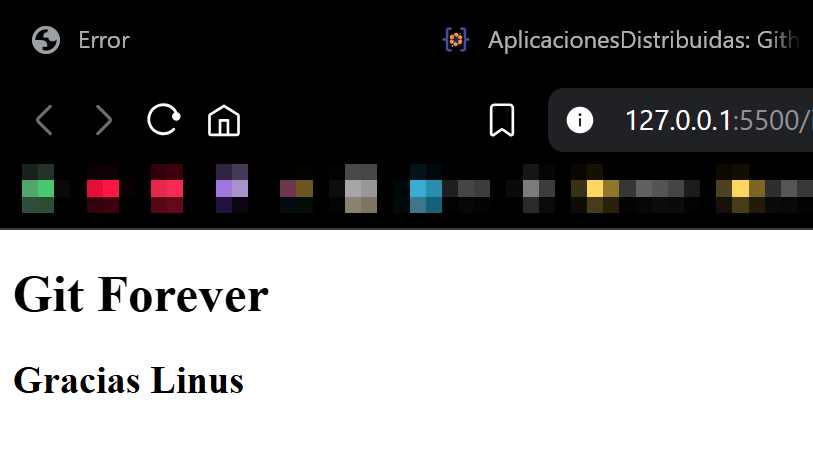 Error
AplicacionesDistribuidas: Gith
127.0.0.1:5500/i
Git Forever
Gracias Linus